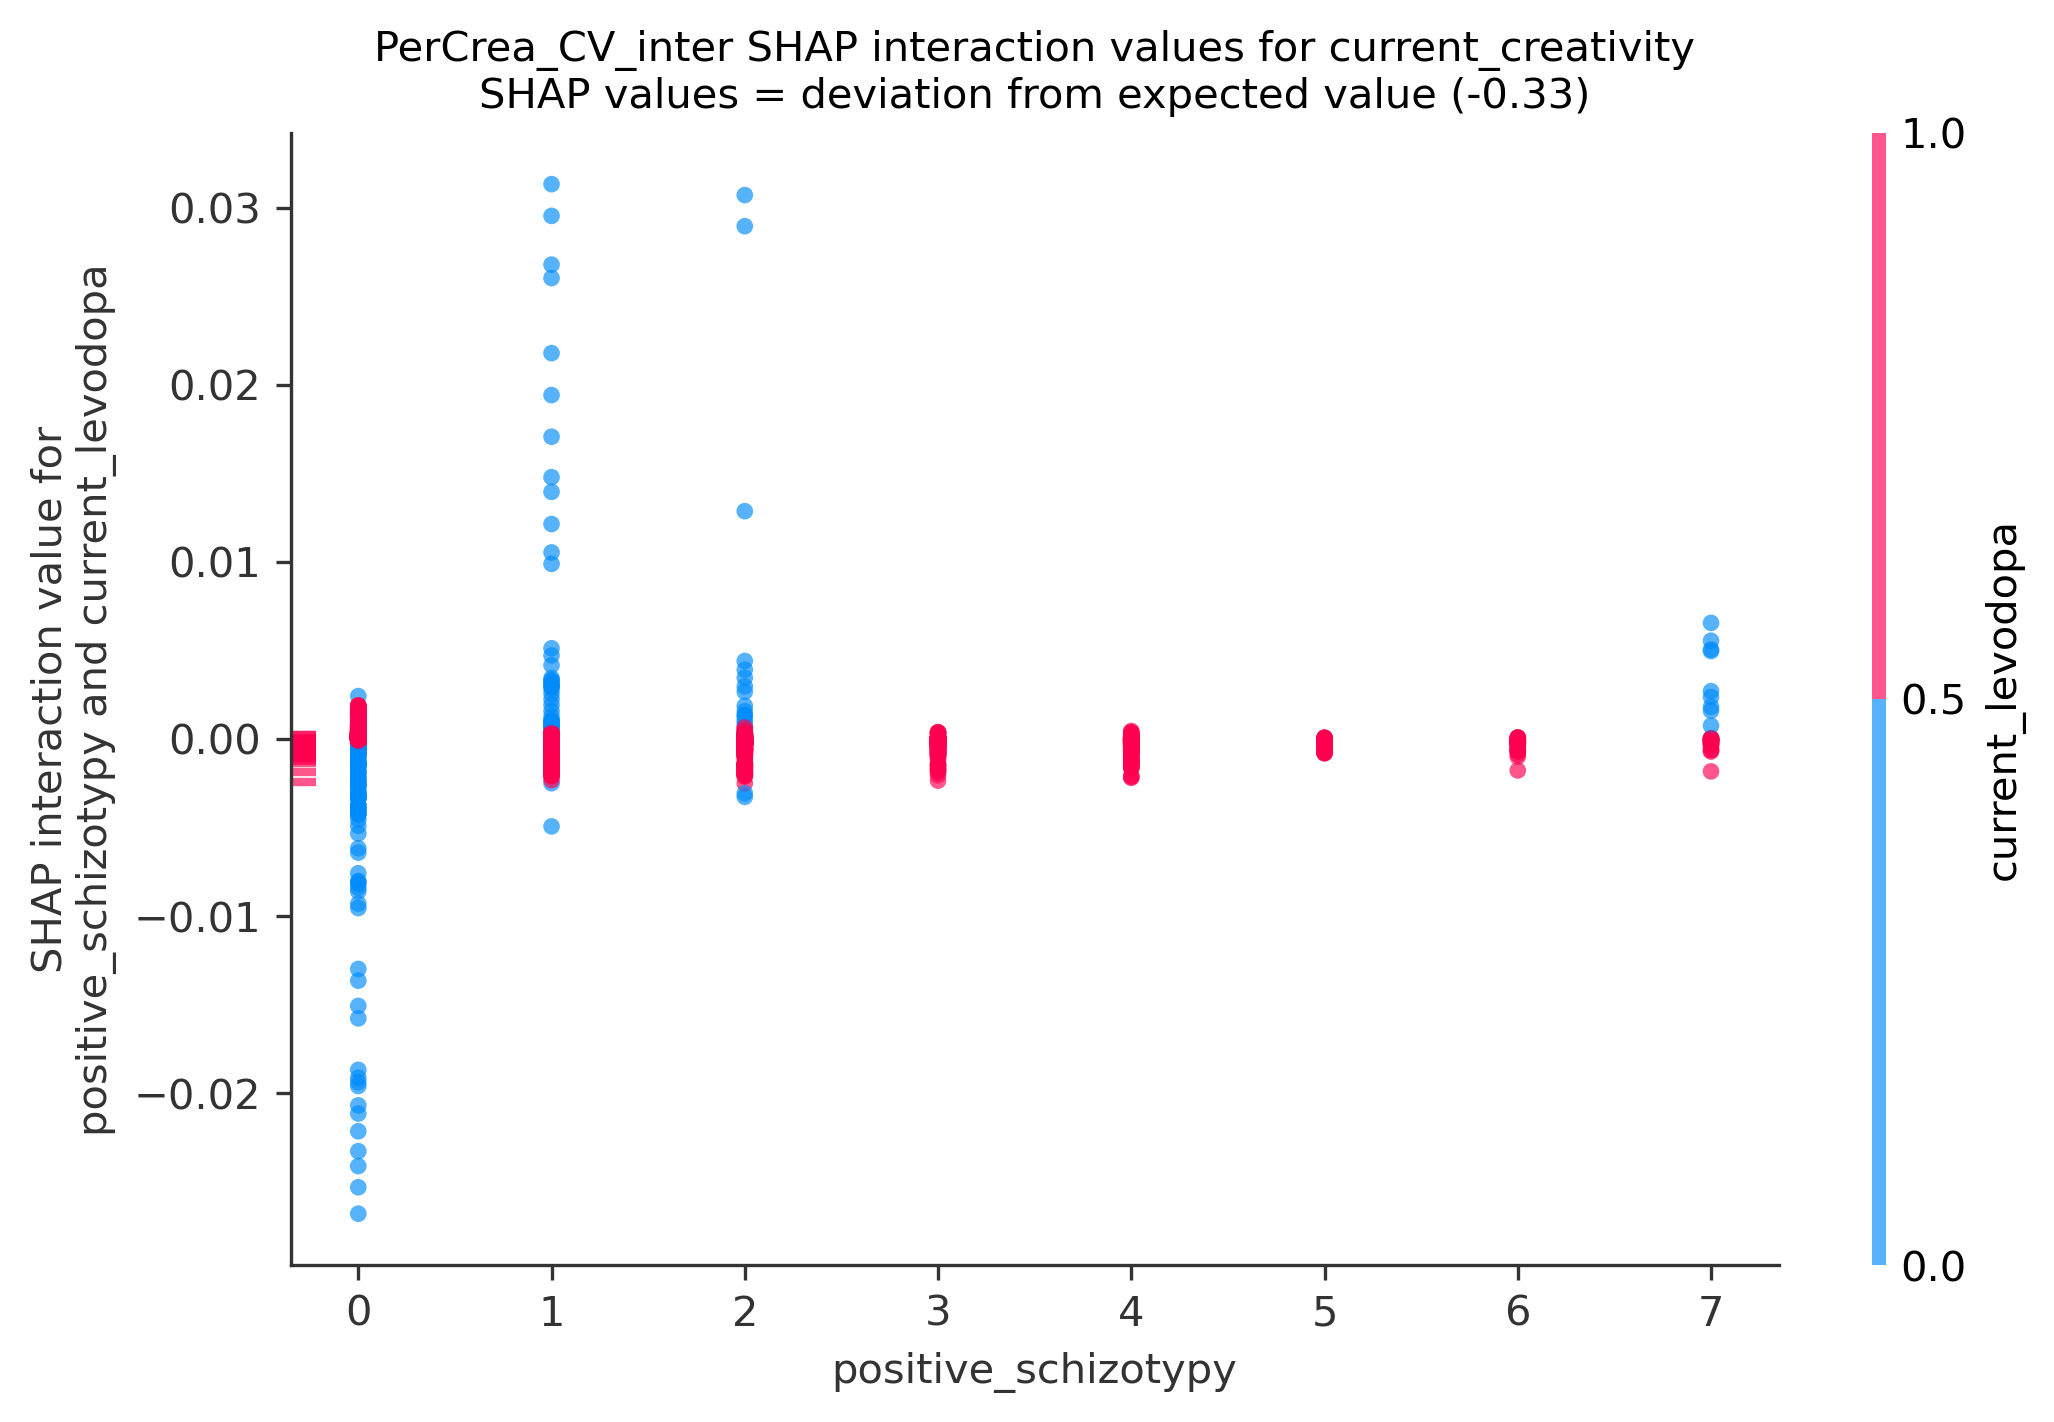 PerCrea_CV_inter SHAP interaction values for current_creativity
SHAP values = deviation from expected value (-0.33)
SHAP interaction value for
positive_schizotypy and current_levodopa
0.03
0.02
0.01
0.00
−0.01
−0.02
0
1
2
3
4
5
6
7
positive_schizotypy
1.0
0.5
0.0
current_levodopa